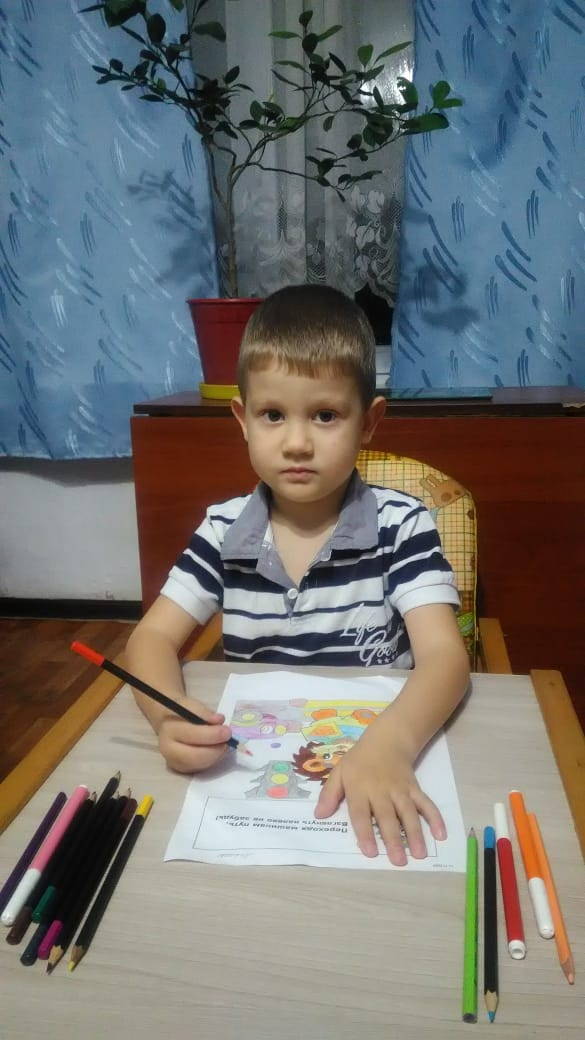 Life
Good
Переходя машинам путь,
Взглянуть налево не забудь!